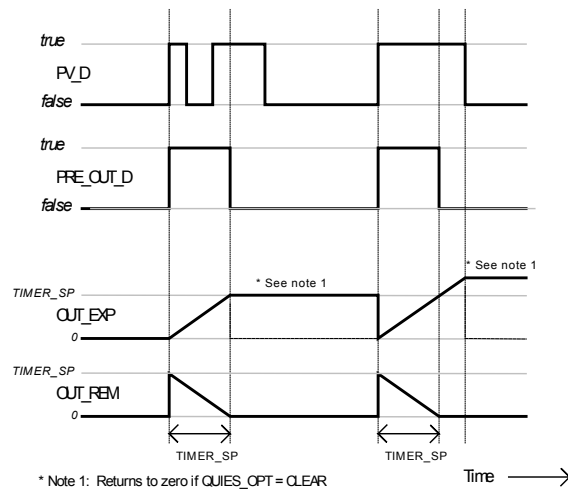 true
PV_D
false
true
PRE_OUT_D
false
* See note 1
* See note 1
TIMER_SP
OUT_EXP
0
TIMER_SP
OUT_REM
0
TIMER_SP
TIMER_SP
* Note 1: Returns to zero if QUIES_OPT = CLEAR
Time